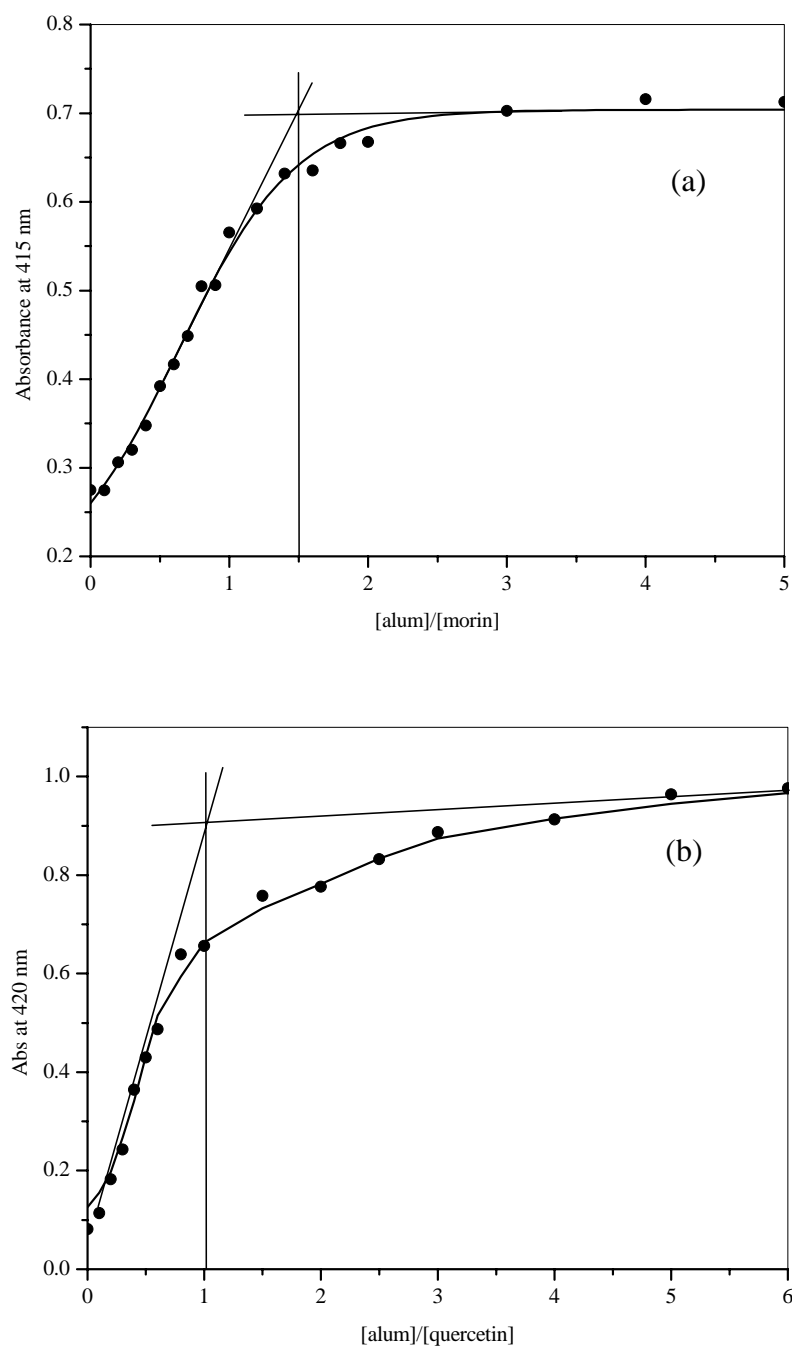 0.8
0.7
0.6
0.5
0.4
0.3
0.2
Absorbance at 415 nm
(a)
0 1 2 3 4 5
[alum]/[morin]
1.0
0.8
0.6
0.4
0.2
0.0
Abs at 420 nm
(b)
0 1 2 3 4 5 6
[alum]/[quercetin]